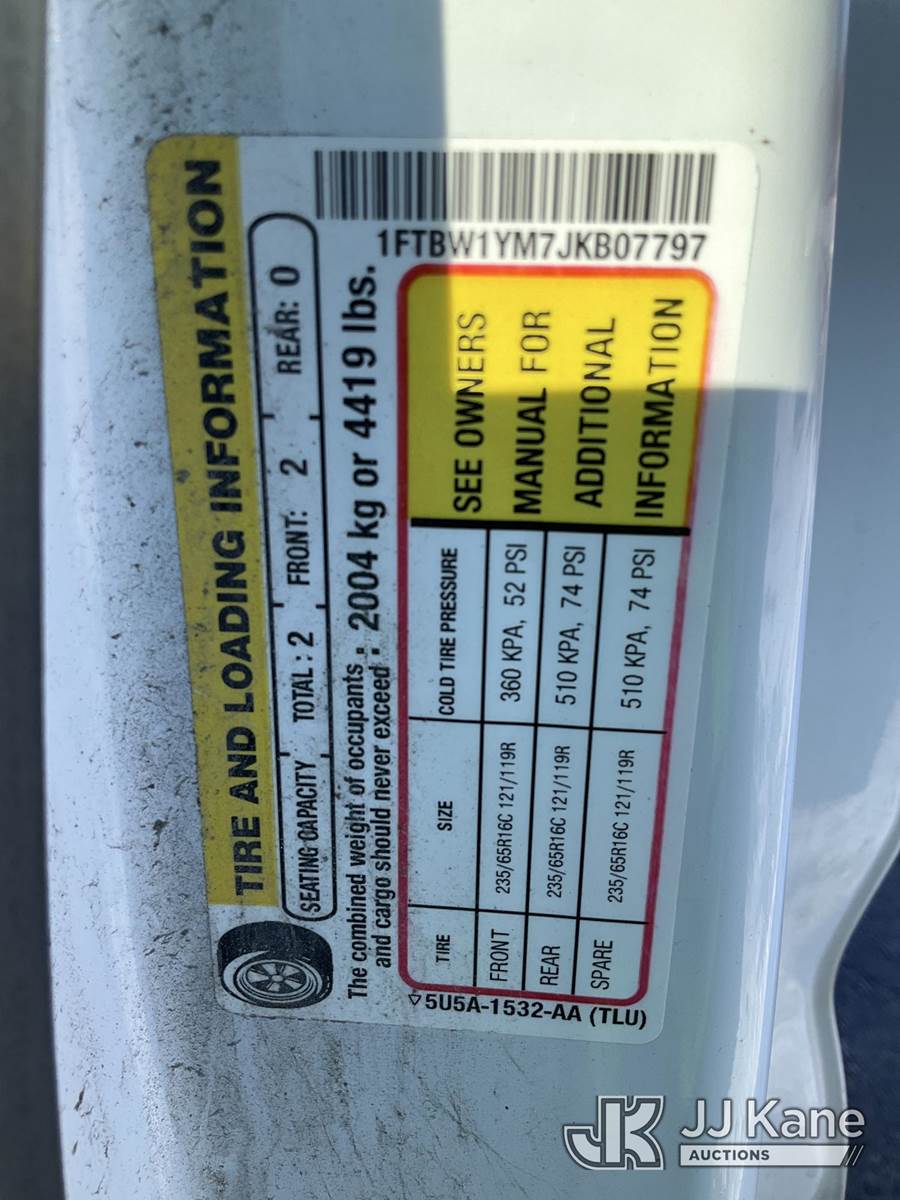 TIRE AND LOADING INFORMATION
SEATING CAPACITY TOTAL : 2 FRONT: 2 REAR: 0
The combined weight of occupants : 2004 kg or 4419 lbs.
and cargo should never exceed
1FTBW1YM7JKB07797
TIRE SIZE COLD TIRE PRESSURE
FRONT 235/65R16C 121/119R 360 KPA, 52 PSI
REAR 235/65R16C 121/119R 510 KPA, 74 PSI
SPARE 235/65R16C 121/119R 510 KPA, 74 PSI
SEE OWNERS
MANUAL FOR
ADDITIONAL
INFORMATION
5U5A-1532-AA (TLU)
JK JJ Kane
AUCTIONS